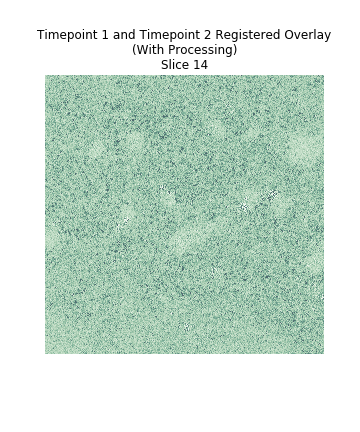 Timepoint 1 and Timepoint 2 Registered Overlay
(With Processing)
Slice 14